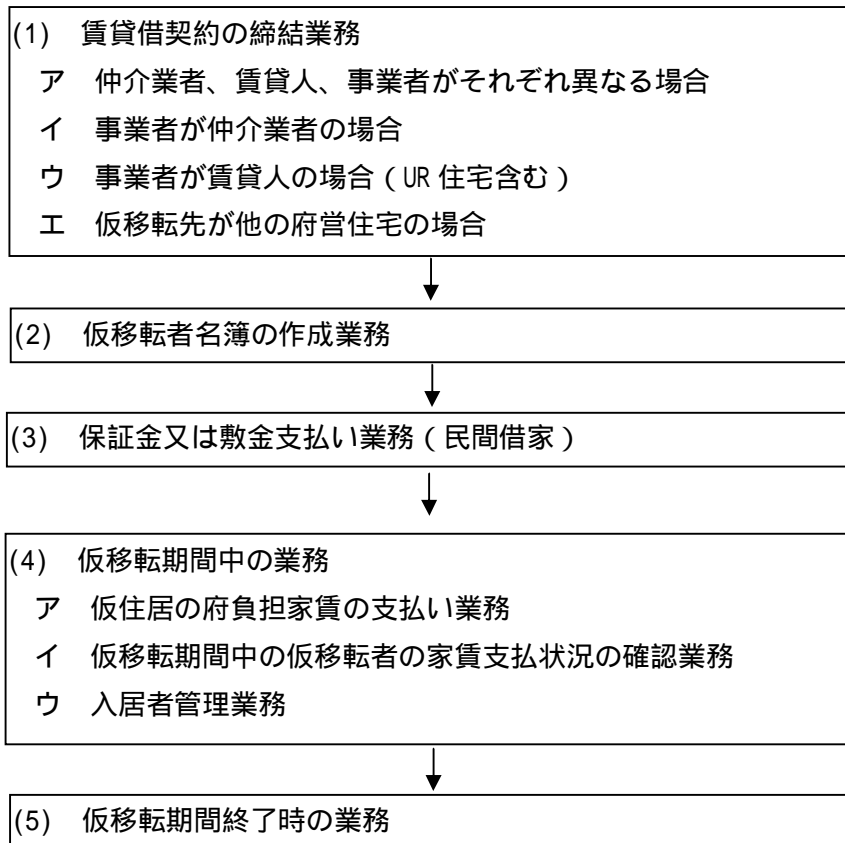 (1) 賃貸借契約の締結業務
ア 仲介業者、賃貸人、事業者がそれぞれ異なる場合
イ 事業者が仲介業者の場合
ウ 事業者が賃貸人の場合(UR 住宅含む)
エ 仮移転先が他の府営住宅の場合
(2) 仮移転者名簿の作成業務
(3) 保証金又は敷金支払い業務(民間借家)
(4) 仮移転期間中の業務
ア 仮住居の府負担家賃の支払い業務
イ 仮移転期間中の仮移転者の家賃支払状況の確認業務
ウ 入居者管理業務
(5) 仮移転期間終了時の業務